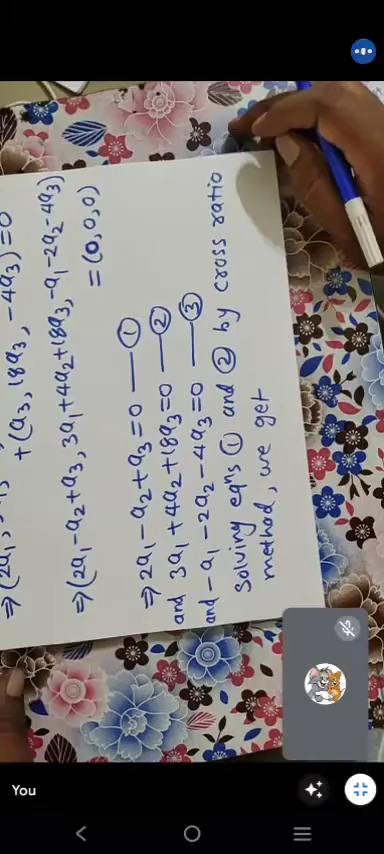 ⇒(2a₁,
+(a₃, 18a₃, -4a₃)=0
⇒(2a₁-a₂+a₃, 3a₁+4a₂+18a₃, -a₁-2a₂-4a₃)
=(0,0,0)
⇒ 2a₁-a₂+a₃=0 — ①
and 3a₁+4a₂+18a₃=0 — ②
and -a₁-2a₂-4a₃=0 — ③
Solving eqns ① and ② by cross ratio
method, we get
You